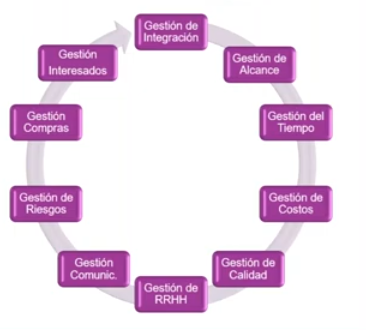 Gestión de
Integración
Gestión de
Alcance
Gestión del
Tiempo
Gestión de
Costos
Gestión de
Calidad
Gestión de
RRHH
Gestión
Comunic.
Gestión de
Riesgos
Gestión
Compras
Gestión
Interesados